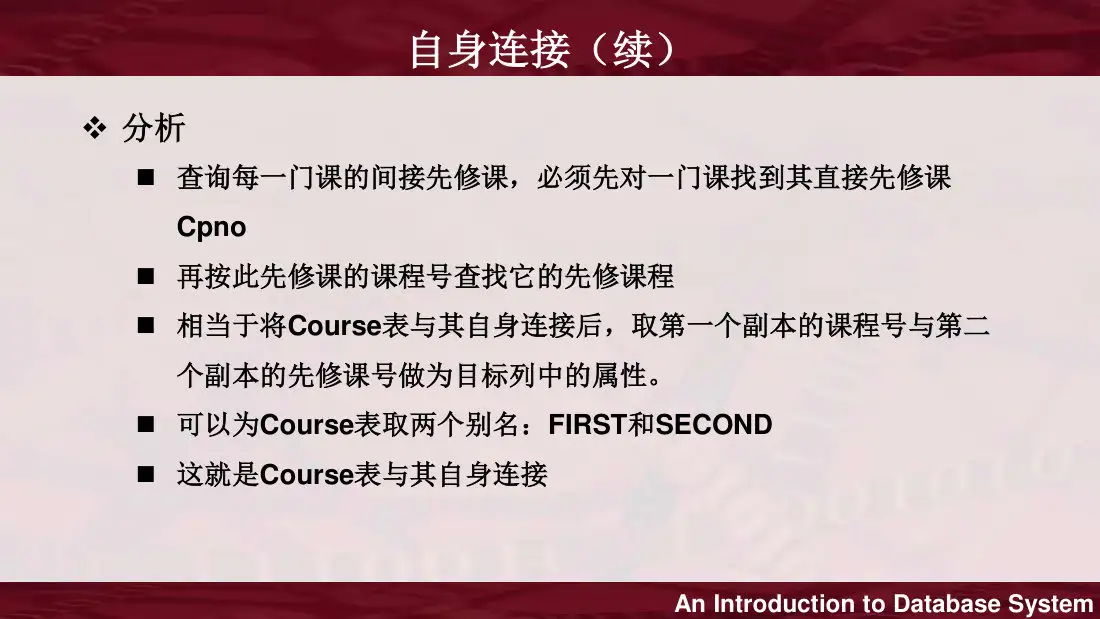 自身连接（续）
❖ 分析
■ 查询每一门课的间接先修课，必须先对一门课找到其直接先修课
Cpno
■ 再按此先修课的课程号查找它的先修课程
■ 相当于将Course表与其自身连接后，取第一个副本的课程号与第二
个副本的先修课号做为目标列中的属性。
■ 可以为Course表取两个别名：FIRST和SECOND
■ 这就是Course表与其自身连接
An Introduction to Database System